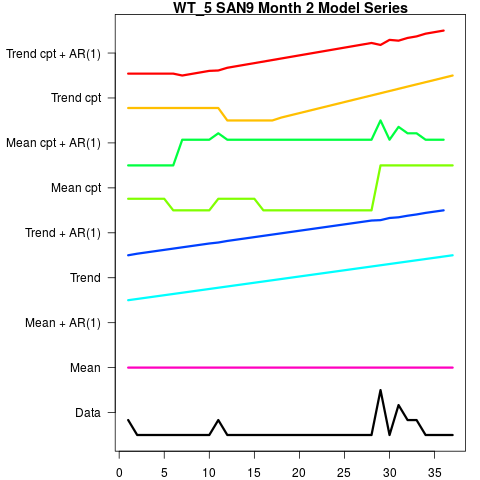 WT_5 SAN9 Month 2 Model Series
Trend cpt + AR(1)
Trend cpt
Mean cpt + AR(1)
Mean cpt
Trend + AR(1)
Trend
Mean + AR(1)
Mean
Data
0 5 10 15 20 25 30 35